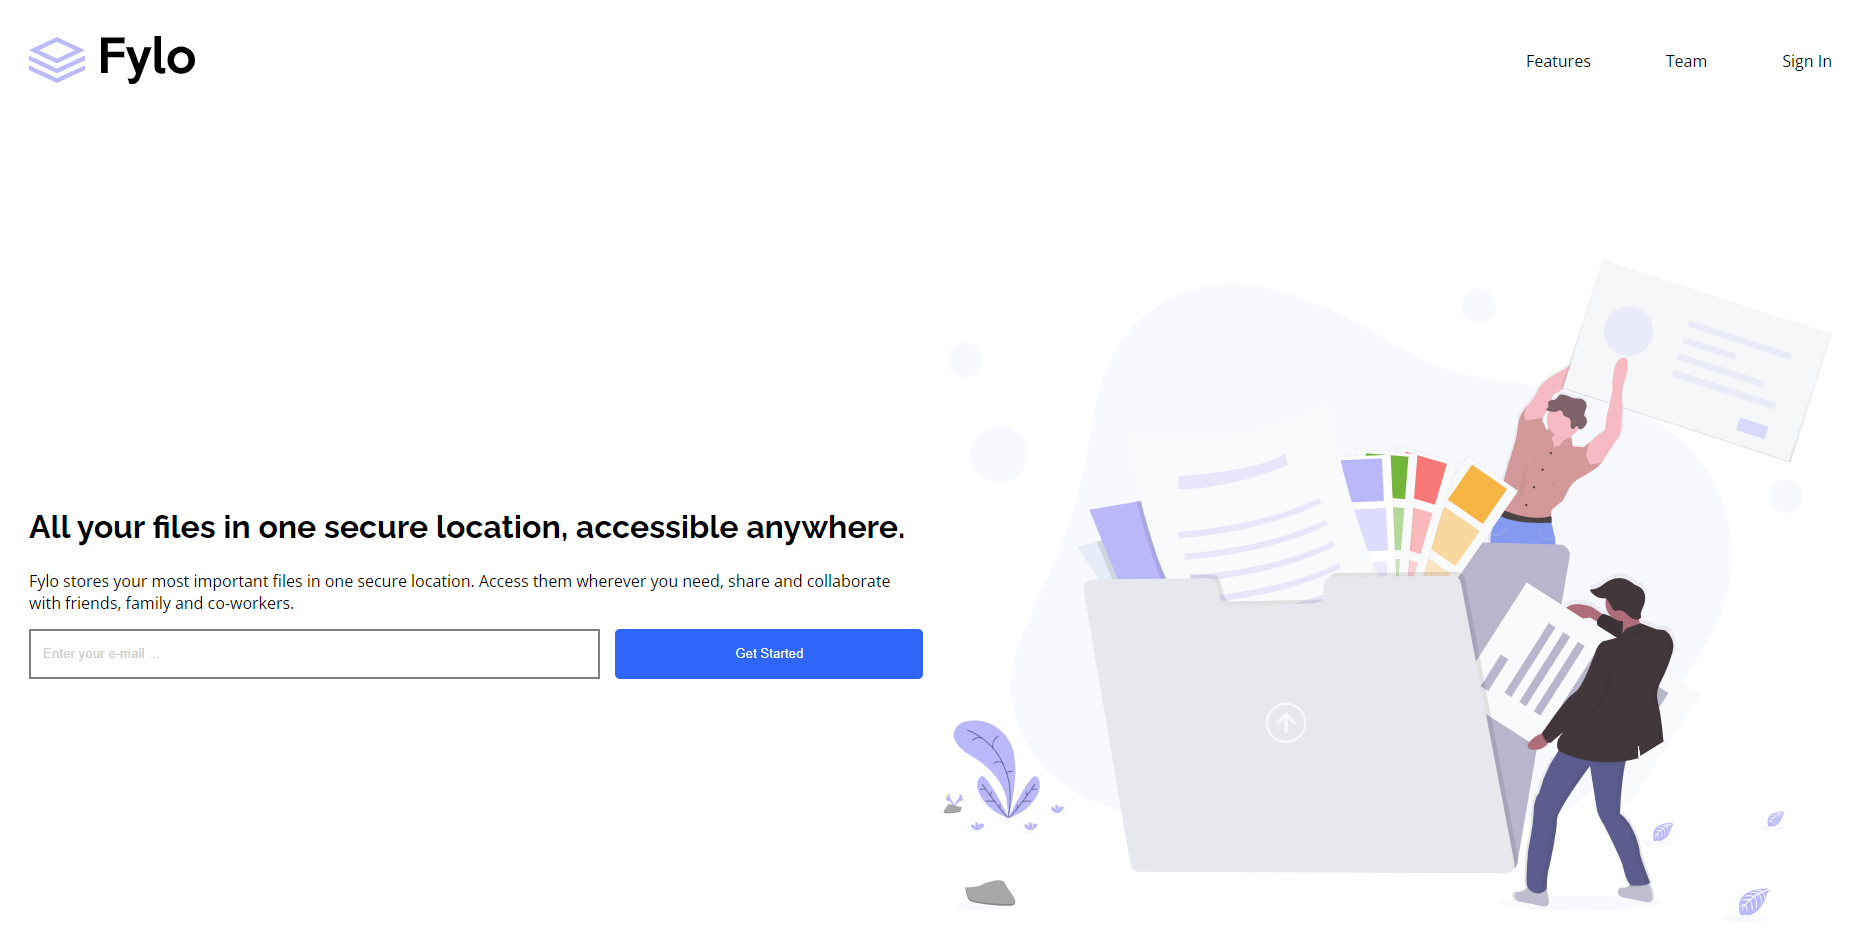 Fylo
Features
Team
Sign In
All your files in one secure location, accessible anywhere.
Fylo stores your most important files in one secure location. Access them wherever you need, share and collaborate
with friends, family and co-workers.
Enter your e-mail ...
Get Started